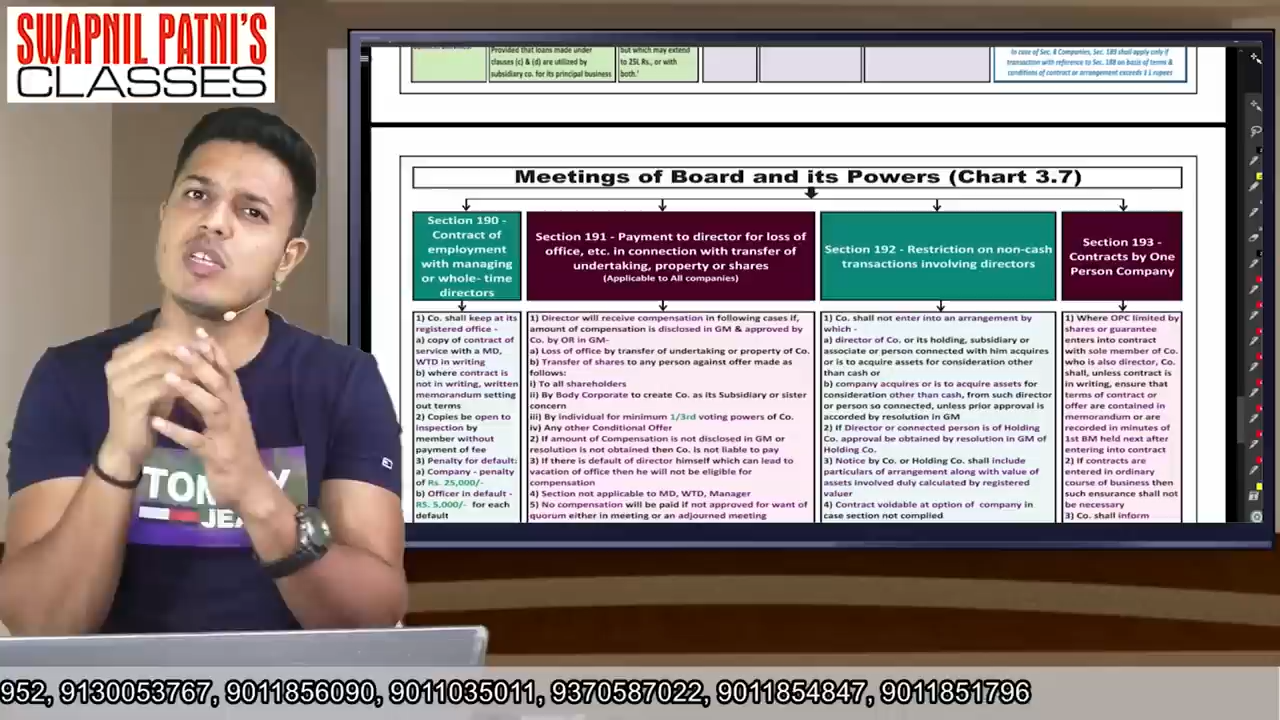 SWAPNIL PATNI'S
CLASSES
Provided that loans made under
clauses (c) & (d) are utilized by
subsidiary co. for its principal business
but which may extend
to 25L Rs., or with
both.'
In case of Sec. 8 Companies, Sec. 185 shall apply only if
transaction with reference to Sec. 188 on basis of terms &
conditions of contract or arrangement exceeds 1 L rupees
Meetings of Board and its Powers (Chart 3.7)
Section 190 -
Contract of
employment
with managing
or whole- time
directors
1) Co. shall keep at its
registered office -
a) copy of contract of
service with a MD,
WTD in writing
b) where contract is
not in writing, written
memorandum setting
out terms
2) Copies be open to
inspection by
member without
payment of fee
3) Penalty for default:
a) Company - penalty
of Rs. 25,000/-
b) Officer in default -
RS. 5,000/- for each
default
Section 191 - Payment to director for loss of
office, etc. in connection with transfer of
undertaking, property or shares
(Applicable to All companies)
1) Director will receive compensation in following cases if,
amount of compensation is disclosed in GM & approved by
Co. by OR in GM-
a) Loss of office by transfer of undertaking or property of Co.
b) Transfer of shares to any person against offer made as
follows:
i) To all shareholders
ii) By Body Corporate to create Co. as its Subsidiary or sister
concern
iii) By individual for minimum 1/3rd voting powers of Co.
iv) Any other Conditional Offer
2) If amount of Compensation is not disclosed in GM or
resolution is not obtained then Co. is not liable to pay
3) If there is default of director himself which can lead to
vacation of office then he will not be eligible for
compensation
4) Section not applicable to MD, WTD, Manager
5) No compensation will be paid if not approved for want of
quorum either in meeting or an adjourned meeting
Section 192 - Restriction on non-cash
transactions involving directors
1) Co. shall not enter into an arrangement by
which -
a) director of Co. or its holding, subsidiary or
associate or person connected with him acquires
or is to acquire assets for consideration other
than cash or
b) company acquires or is to acquire assets for
consideration other than cash, from such director
or person so connected, unless prior approval is
accorded by resolution in GM
2) If Director or connected person is of Holding
Co. approval be obtained by resolution in GM of
Holding Co.
3) Notice by Co. or Holding Co. shall include
particulars of arrangement along with value of
assets involved duly calculated by registered
valuer
4) Contract voidable at option of company in
case section not complied
Section 193 -
Contracts by One
Person Company
1) Where OPC limited by
shares or guarantee
enters into contract
with sole member of Co.
who is also director, Co.
shall, unless contract is
in writing, ensure that
terms of contract or
offer are contained in
memorandum or are
recorded in minutes of
1st BM held next after
entering into contract
2) If contracts are
entered in ordinary
course of business then
such ensurance shall not
be necessary
3) Co. shall inform
TOM Y
JEA
952, 9130053767, 9011856090, 9011035011, 9370587022, 9011854847, 9011851796